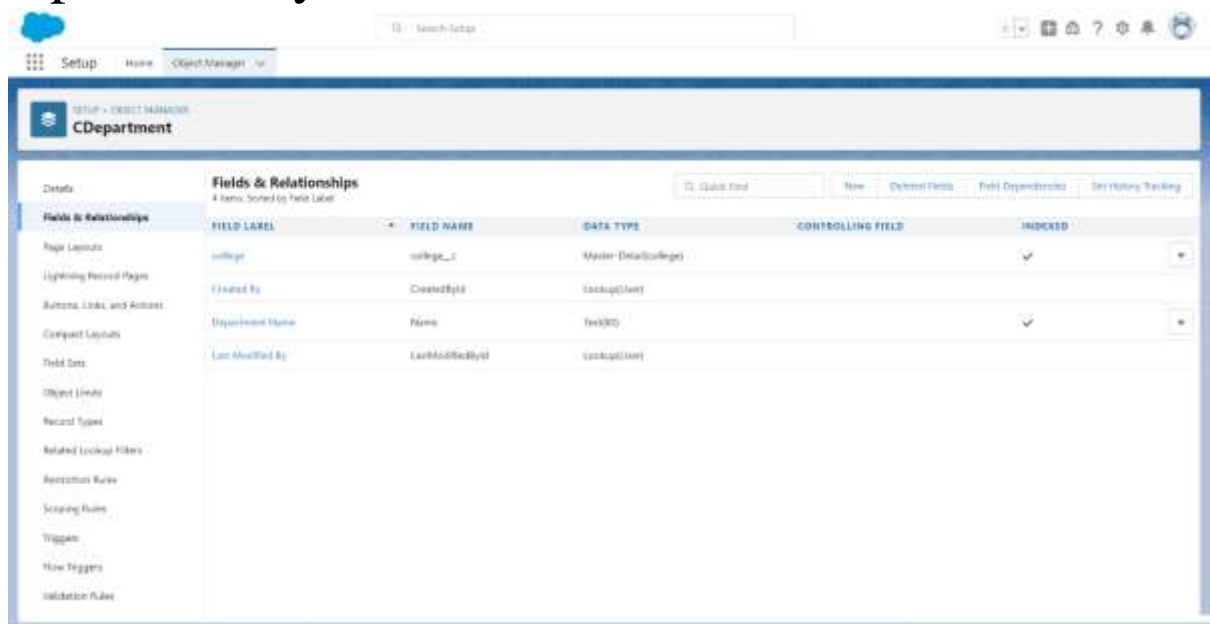 Search Setup
Setup Home Object Manager
SETUP > OBJECT MANAGER
CDepartment
Details
Fields & Relationships
Page Layouts
Lightning Record Pages
Buttons, Links, and Actions
Compact Layouts
Field Sets
Object Limits
Record Types
Related Lookup Filters
Restriction Rules
Scoping Rules
Triggers
Flow Triggers
Validation Rules
Fields & Relationships
4 Items, Sorted by Field Label
Quick Find New Deleted Fields Field Dependencies Set History Tracking
FIELD LABEL FIELD NAME DATA TYPE CONTROLLING FIELD INDEXED
college college__c Master-Detail(college)
Created By CreatedById Lookup(User)
Department Name Name Text(80)
Last Modified By LastModifiedById Lookup(User)